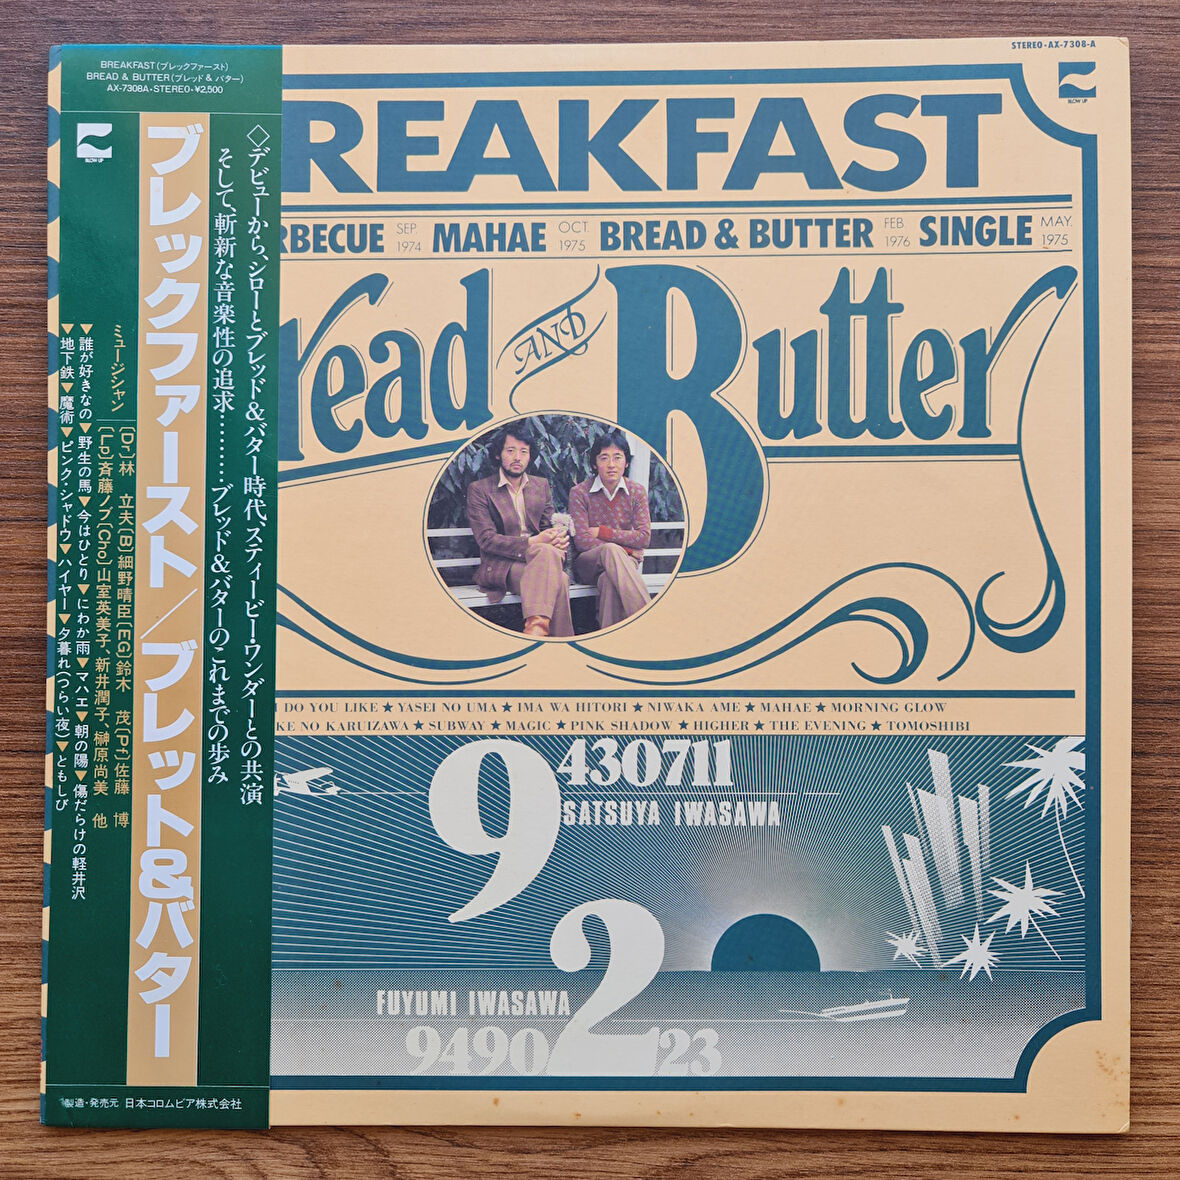 BREAKFAST(ブレックファースト)
BREAD & BUTTER(ブレッド & バター)
AX-7308A・STEREO・¥2,500
BLOW UP
◇デビューから、シローとブレッド&バター時代、スティービー・ワンダーとの共演
そして、斬新な音楽性の追求………ブレッド&バターのこれまでの歩み
ブレックファースト/ブレット&バター
ミュージシャン
[Dr]林 立夫[B]細野晴臣[EG]鈴木 茂[Pf]佐藤 博
[La]斉藤ノブ[Cho]山室英美子、新井潤子、榊原尚美 他
▼誰が好きなの▼野生の馬▼今はひとり▼にわか雨▼マハエ▼朝の陽▼傷だらけの軽井沢
▼地下鉄▼魔術▼ピンク・シャドウ▼ハイヤー▼夕暮れ(つらい夜)▼ともしび
製造・発売元 日本コロムビア株式会社
STEREO・AX-7308-A
BLOW UP
REAKFAST
RBECUE SEP. 1974 MAHAE OCT. 1975 BREAD & BUTTER FEB. 1976 SINGLE MAY. 1975
read AND Butter
DO YOU LIKE ★ YASEI NO UMA ★ IMA WA HITORI ★ NIWAKA AME ★ MAHAE ★ MORNING GLOW
KE NO KARUIZAWA ★ SUBWAY ★ MAGIC ★ PINK SHADOW ★ HIGHER ★ THE EVENING ★ TOMOSHIBI
9 430711
SATSUYA IWASAWA
FUYUMI IWASAWA
2
9490 23